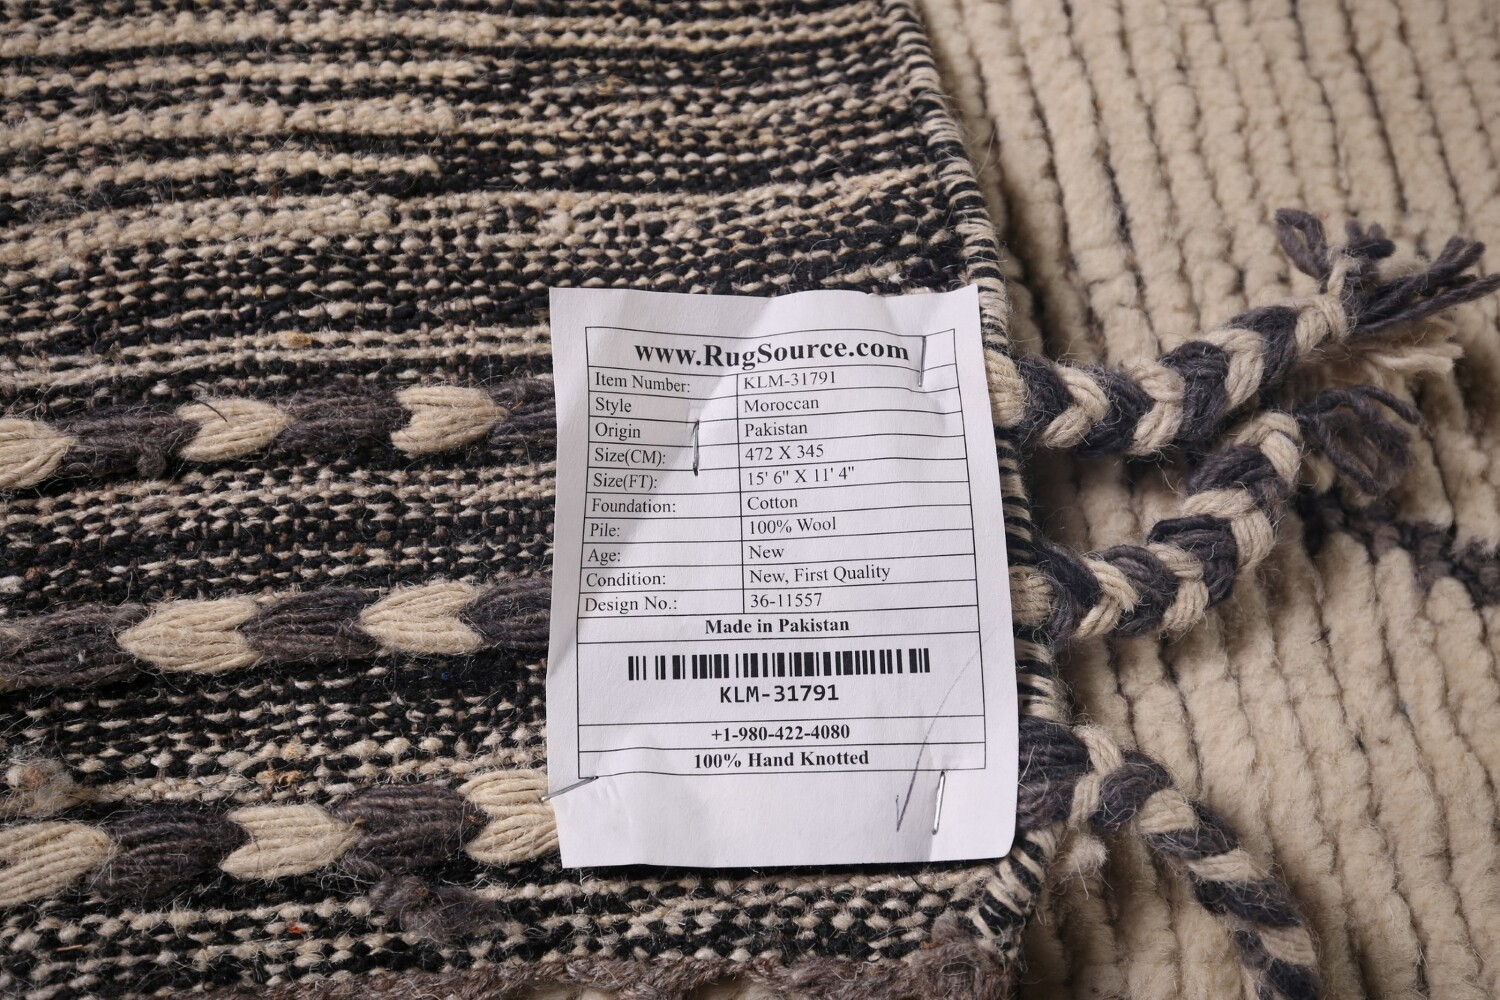 www.RugSource.com
Item Number: KLM-31791
Style Moroccan
Origin Pakistan
Size(CM): 472 X 345
Size(FT): 15' 6" X 11' 4"
Foundation: Cotton
Pile: 100% Wool
Age: New
Condition: New, First Quality
Design No.: 36-11557
Made in Pakistan
KLM-31791
+1-980-422-4080
100% Hand Knotted